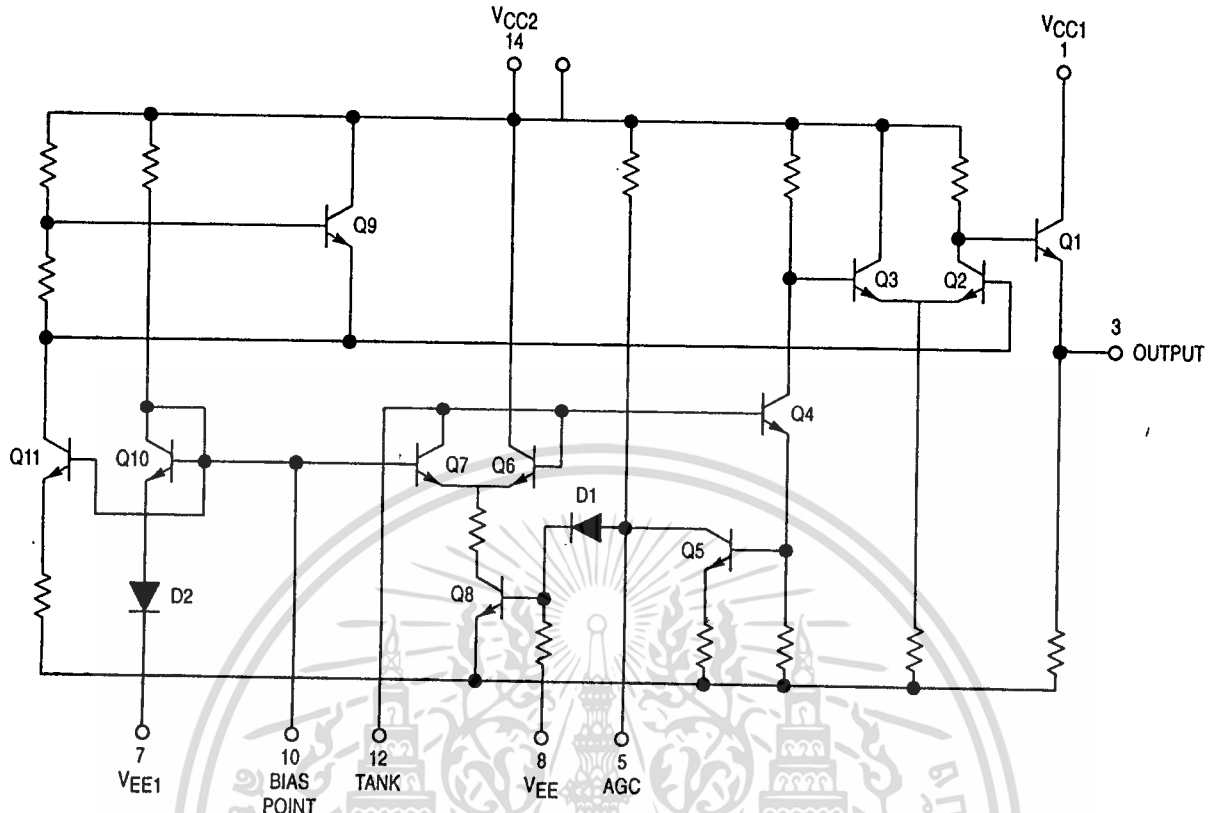 VCC2
14
VCC1
1
Q9
Q3
Q2
Q1
3
OUTPUT
Q4
Q11
Q10
Q7
Q6
D1
Q5
Q8
D2
7
VEE1
10
BIAS
POINT
12
TANK
8
VEE
5
AGC